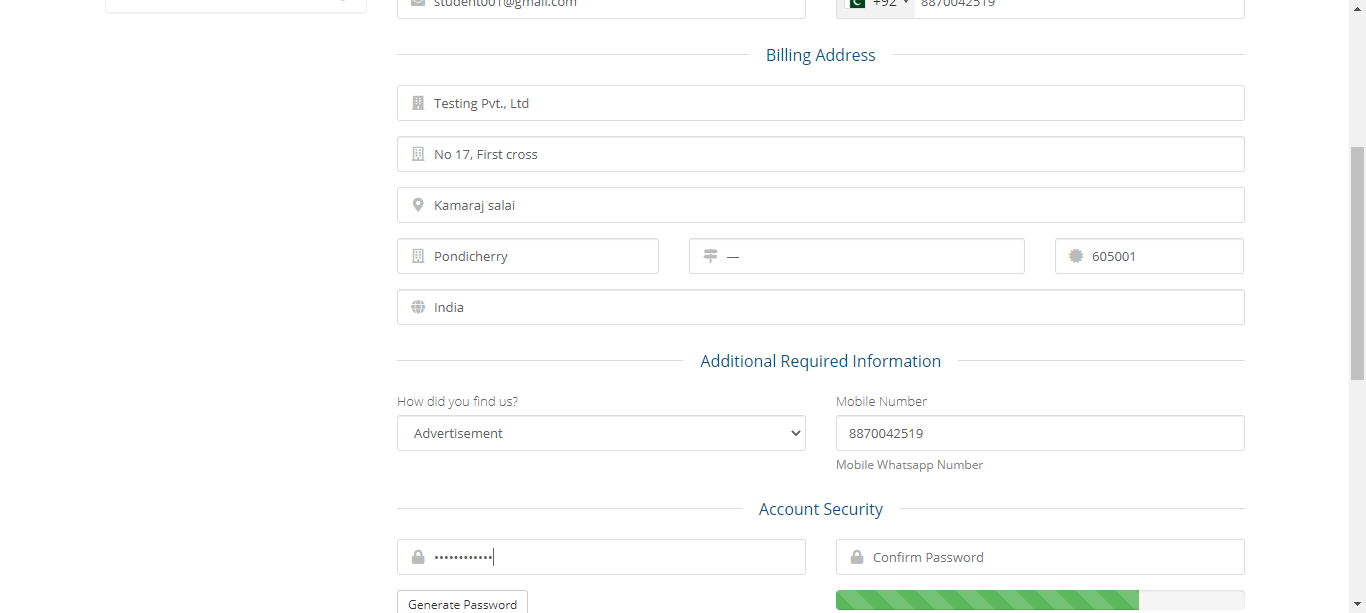 student001@gmail.com +92 8870042519
Billing Address
Testing Pvt., Ltd
No 17, First cross
Kamaraj salai
Pondicherry — 605001
India
Additional Required Information
How did you find us? Mobile Number
Advertisement 8870042519
Mobile Whatsapp Number
Account Security
•••••••••••• Confirm Password
Generate Password